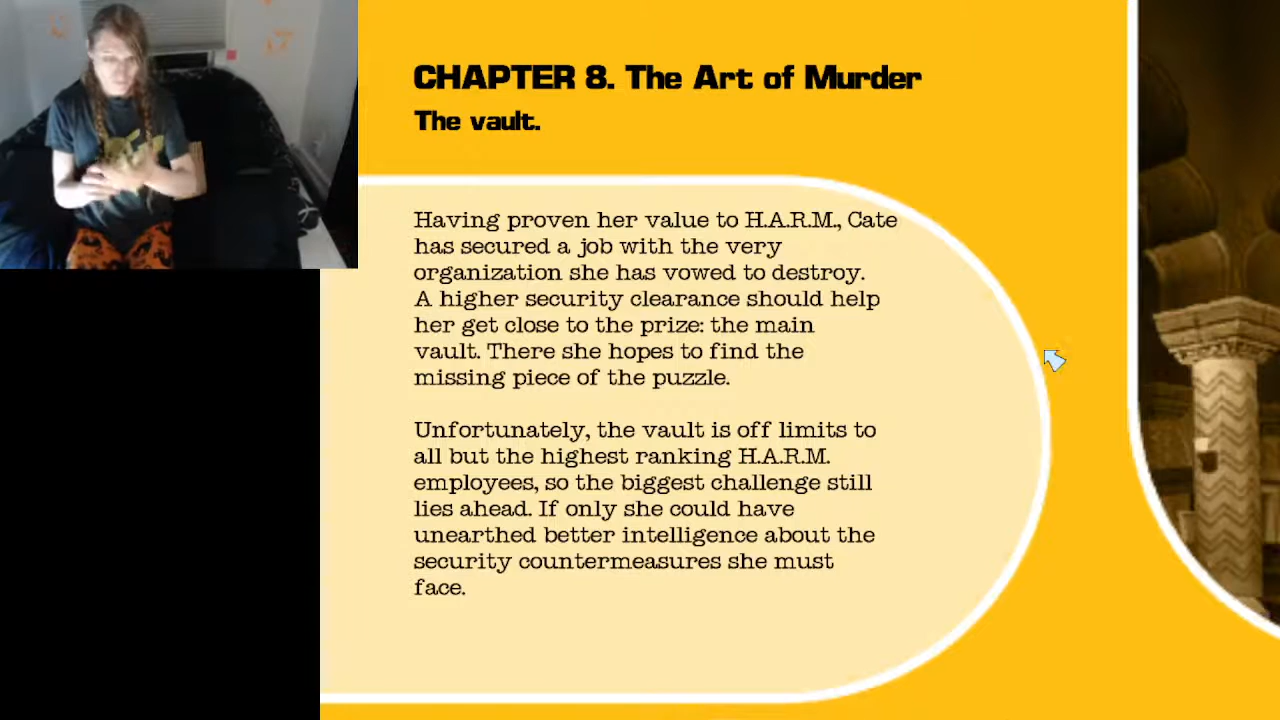 CHAPTER 8. The Art of Murder
The vault.
Having proven her value to H.A.R.M., Cate
has secured a job with the very
organization she has vowed to destroy.
A higher security clearance should help
her get close to the prize: the main
vault. There she hopes to find the
missing piece of the puzzle.
Unfortunately, the vault is off limits to
all but the highest ranking H.A.R.M.
employees, so the biggest challenge still
lies ahead. If only she could have
unearthed better intelligence about the
security countermeasures she must
face.